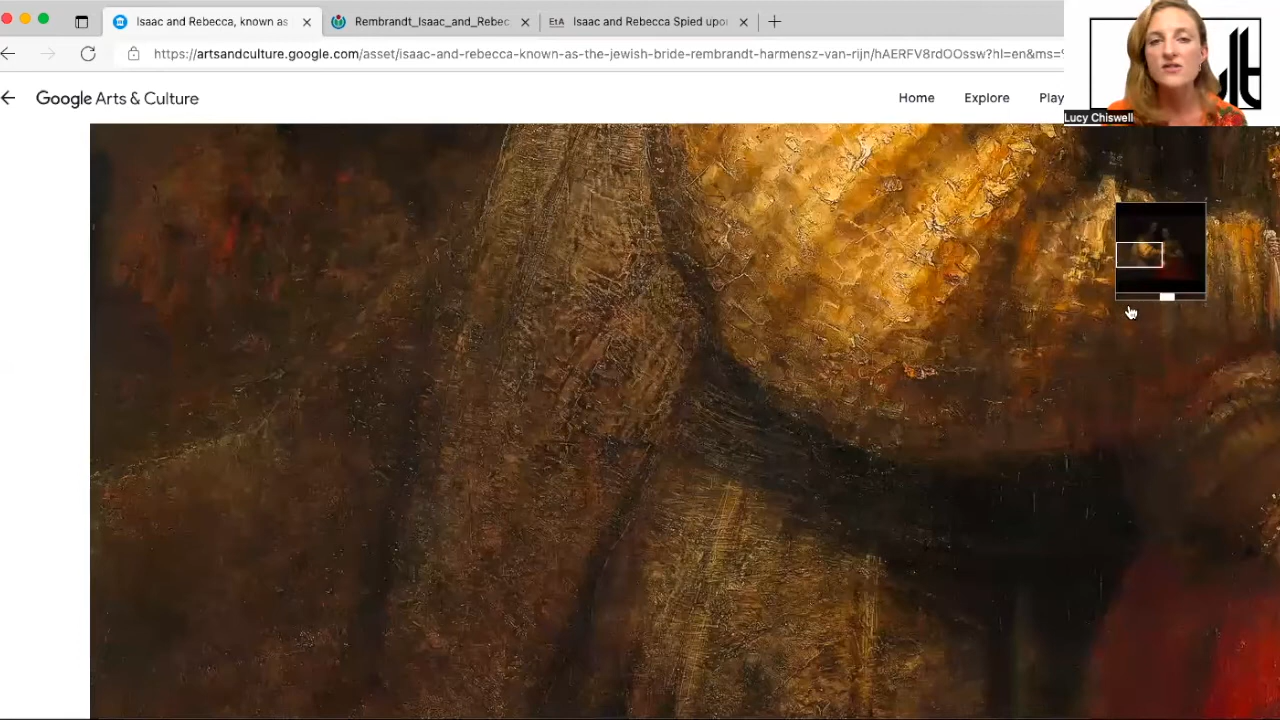 Isaac and Rebecca, known as
Rembrandt_Isaac_and_Rebec
EtA Isaac and Rebecca Spied upo
https://artsandculture.google.com/asset/isaac-and-rebecca-known-as-the-jewish-bride-rembrandt-harmensz-van-rijn/hAERFV8rdOOssw?hl=en&ms=
Google Arts & Culture
Home
Explore
Play
Lucy Chiswell